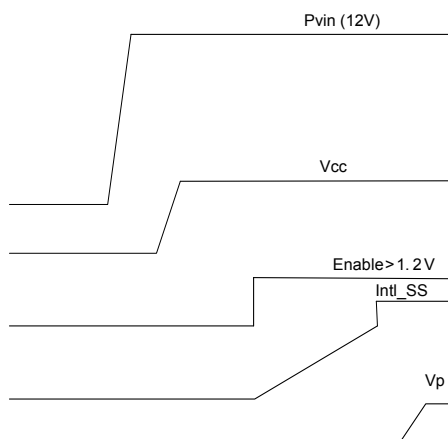 Pvin (12V)
Vcc
Enable>1.2V
Intl_SS
Vp